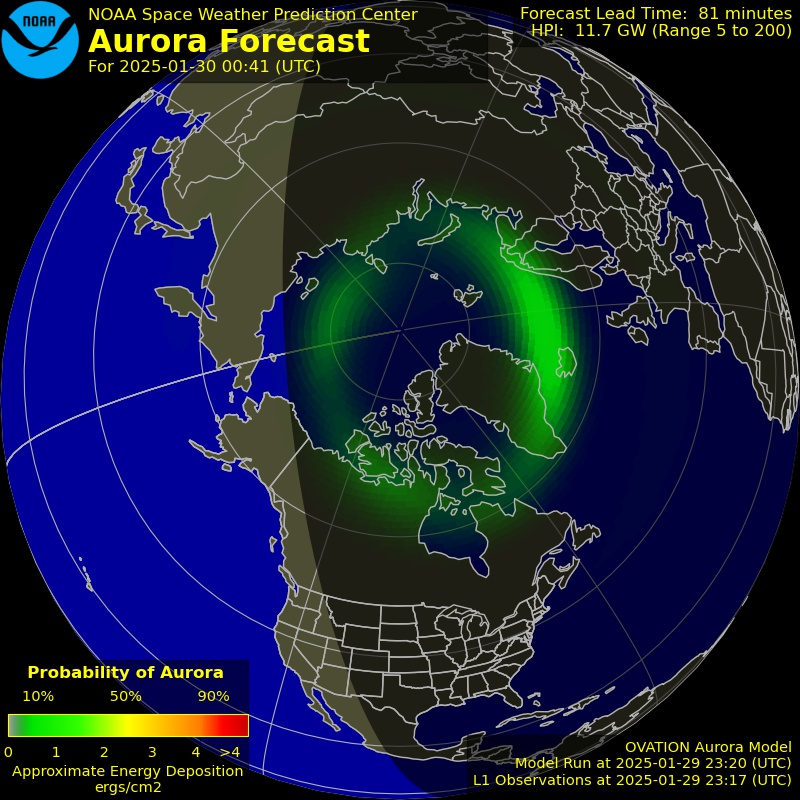 NOAA
NOAA Space Weather Prediction Center
Aurora Forecast
For 2025-01-30 00:41 (UTC)
Forecast Lead Time: 81 minutes
HPI: 11.7 GW (Range 5 to 200)
Probability of Aurora
10% 50% 90%
0 1 2 3 4 >4
Approximate Energy Deposition
ergs/cm2
OVATION Aurora Model
Model Run at 2025-01-29 23:20 (UTC)
L1 Observations at 2025-01-29 23:17 (UTC)